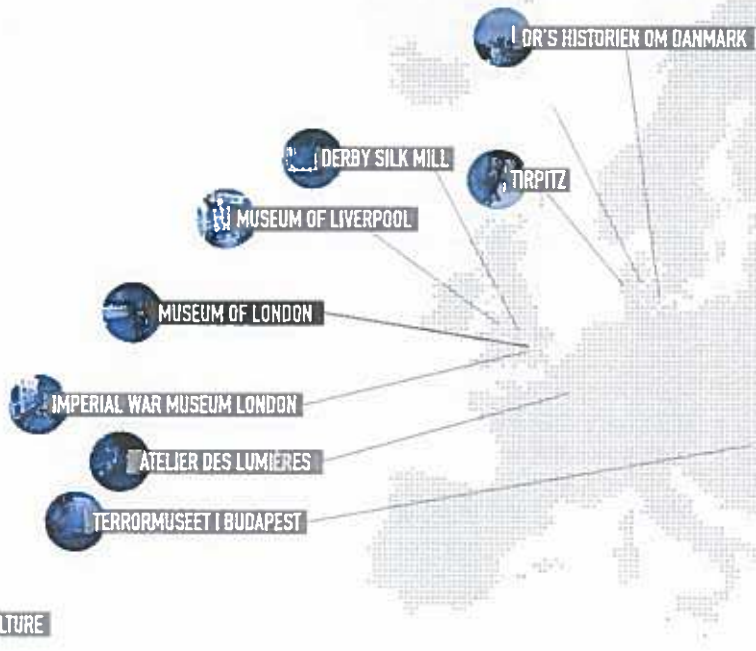 DR'S HISTORIEN OM DANMARK
DERBY SILK MILL
TIRPITZ
MUSEUM OF LIVERPOOL
MUSEUM OF LONDON
IMPERIAL WAR MUSEUM LONDON
ATELIER DES LUMIÈRES
TERRORMUSEET I BUDAPEST
LTURE